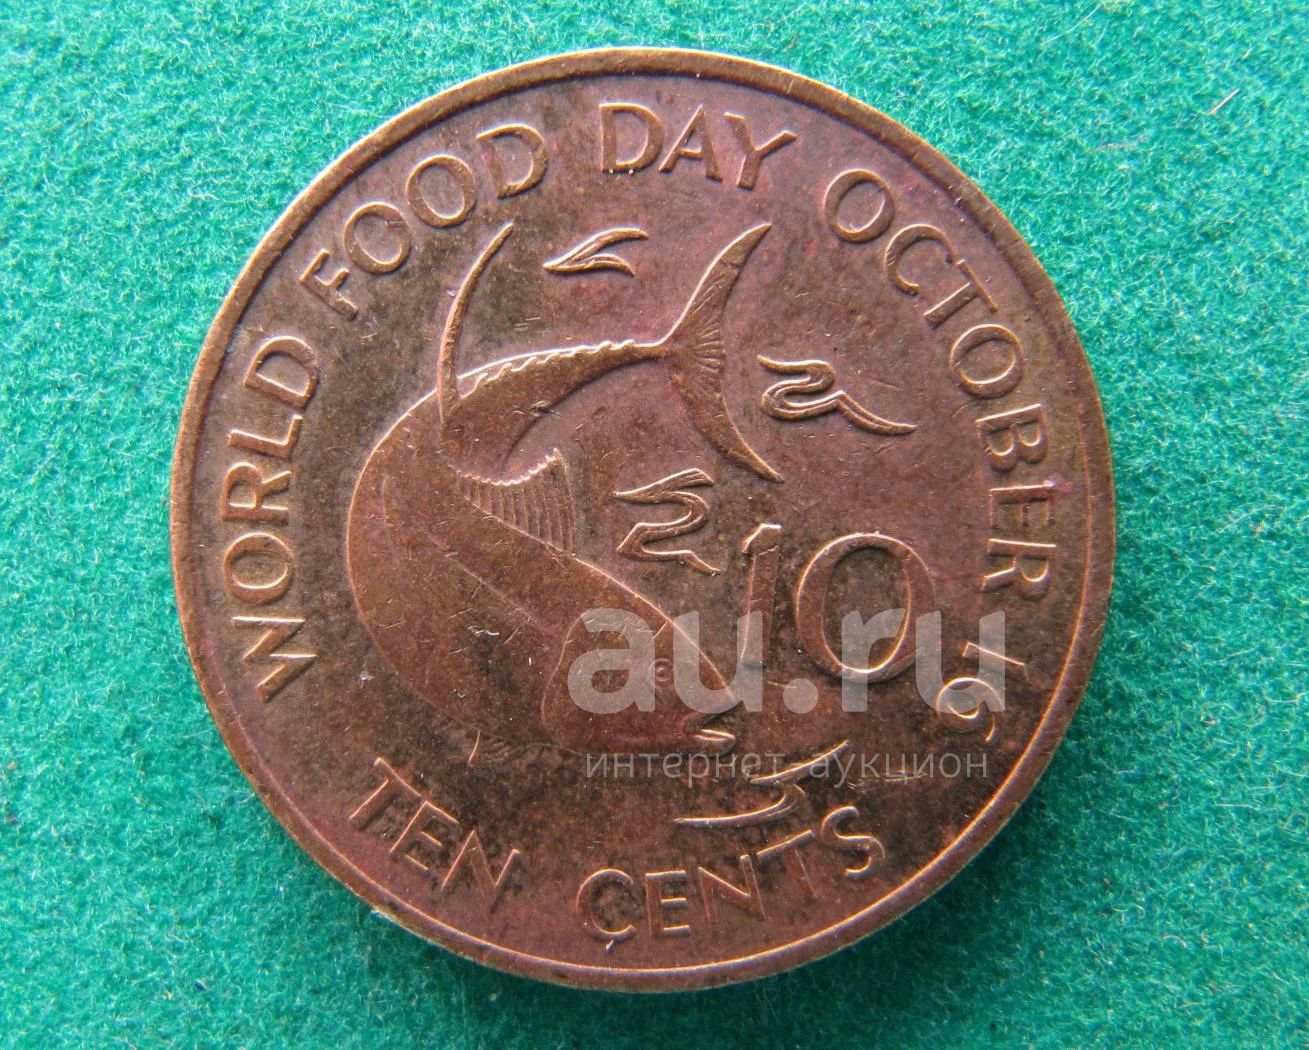 WORLD FOOD DAY OCTOBER 16
10
TEN CENTS
au.ru
интернет аукцион